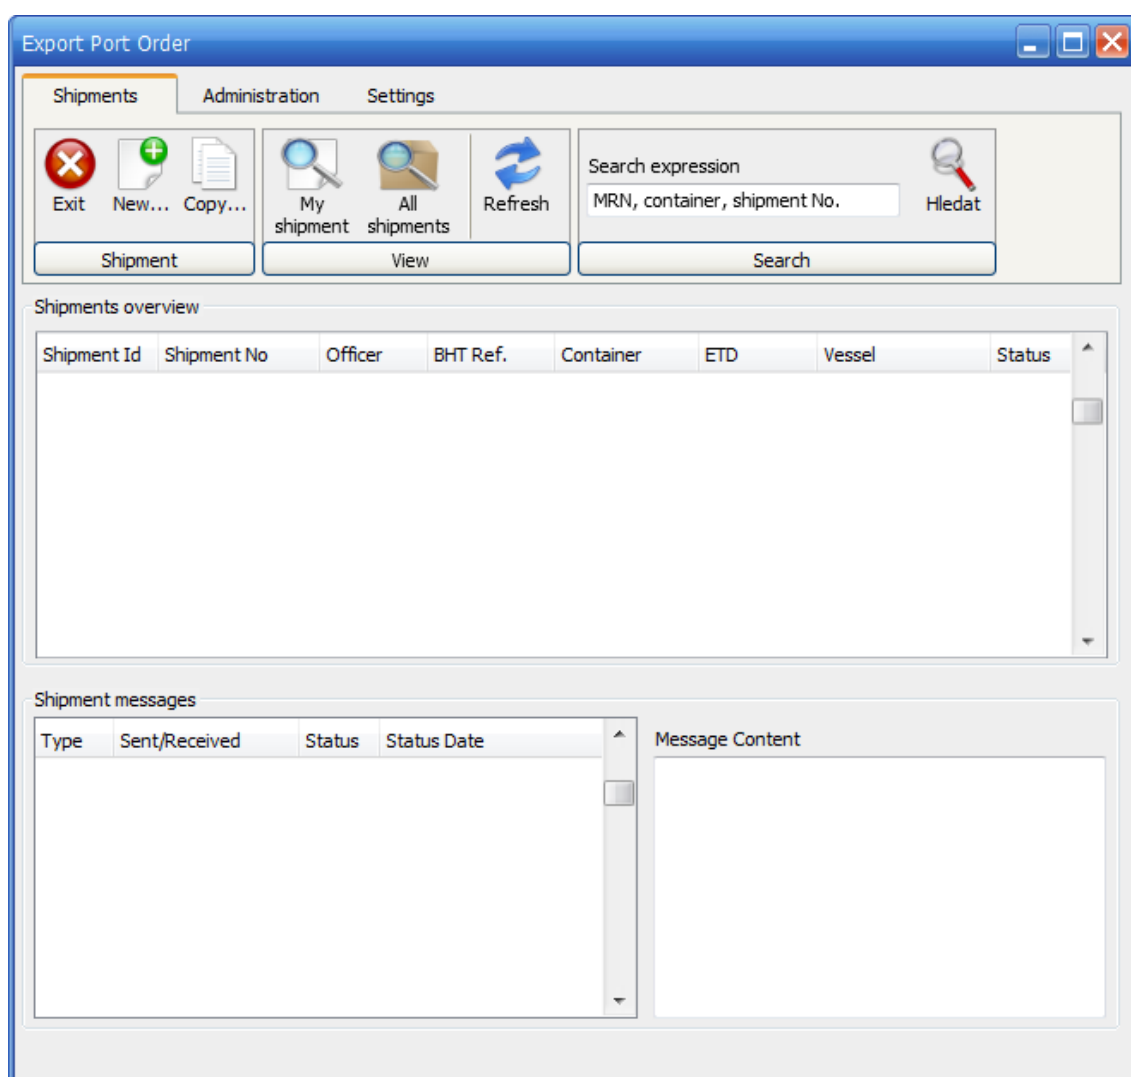 Export Port Order
Shipments Administration Settings
Search expression
MRN, container, shipment No.
Exit New... Copy... My shipment All shipments Refresh Hledat
Shipment View Search
Shipments overview
Shipment Id Shipment No Officer BHT Ref. Container ETD Vessel Status
Shipment messages
Type Sent/Received Status Status Date
Message Content